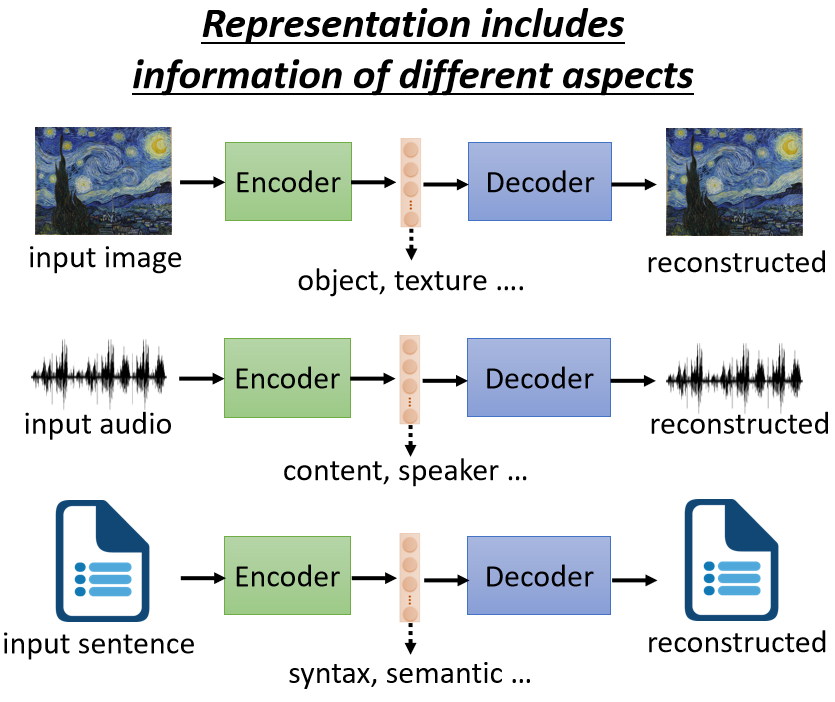 Representation includes
information of different aspects
Encoder
Decoder
input image
reconstructed
object, texture ....
Encoder
Decoder
input audio
reconstructed
content, speaker ...
Encoder
Decoder
input sentence
reconstructed
syntax, semantic ...